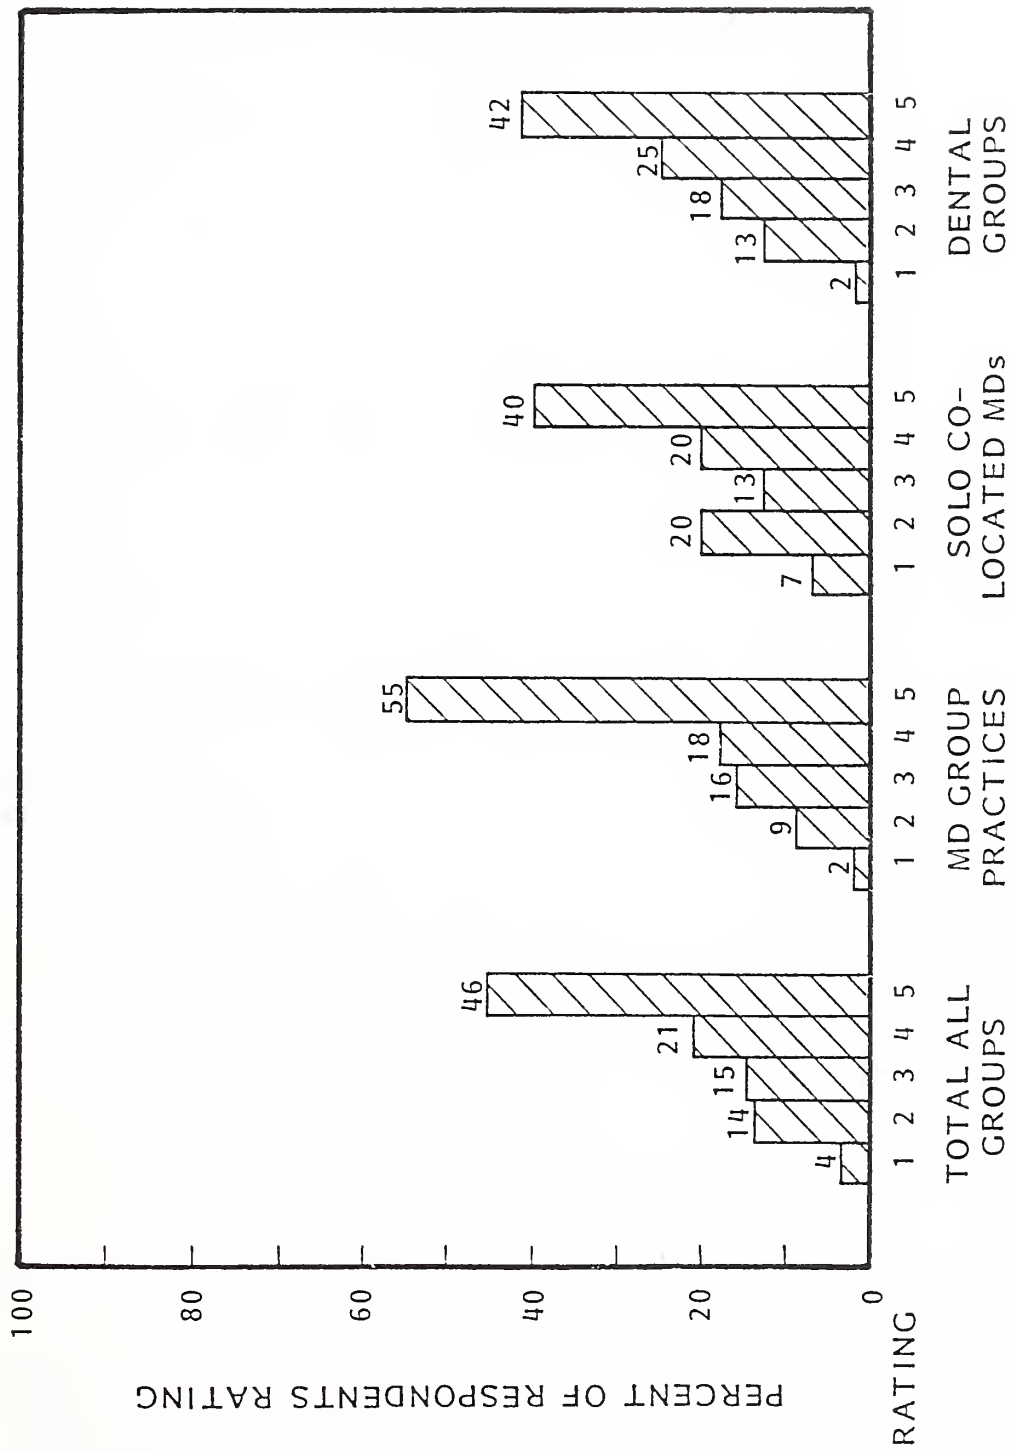 PERCENT OF RESPONDENTS RATING
100
80
60
40
20
0
46
21
15
14
4
55
18
16
9
2
40
20
13
20
7
42
25
18
13
2
RATING
1 2 3 4 5
1 2 3 4 5
1 2 3 4 5
1 2 3 4 5
TOTAL ALL
GROUPS
MD GROUP
PRACTICES
SOLO CO-
LOCATED MDs
DENTAL
GROUPS